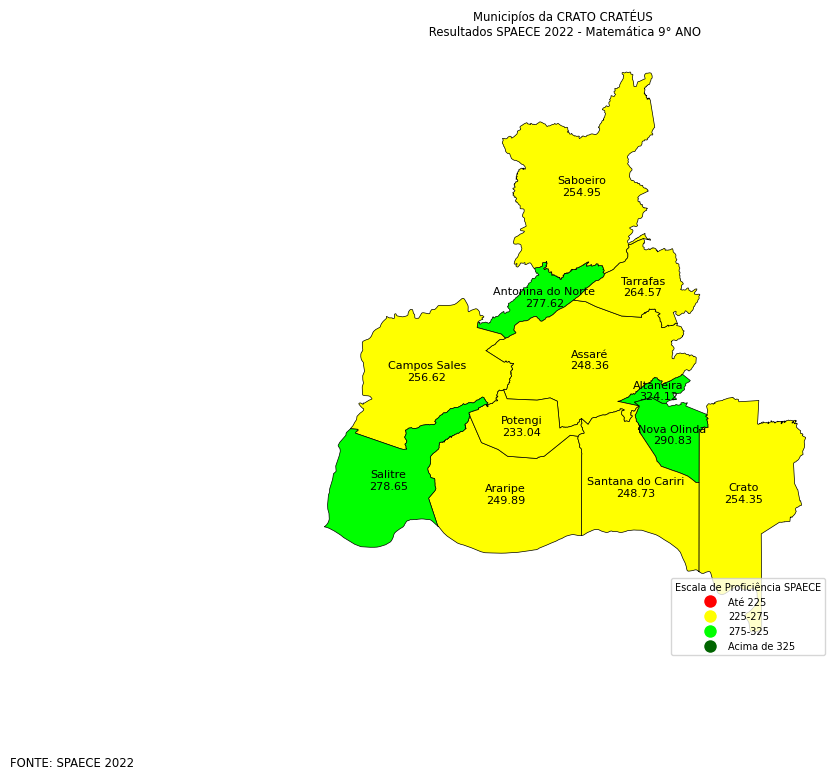 Municipíos da CRATO CRATÉUS
Resultados SPAECE 2022 - Matemática 9° ANO
Saboeiro
254.95
Tarrafas
264.57
Antonina do Norte
277.62
Assaré
248.36
Campos Sales
256.62
Altaneira
324.12
Potengi
233.04
Nova Olinda
290.83
Salitre
278.65
Araripe
249.89
Santana do Cariri
248.73
Crato
254.35
Escala de Proficiência SPAECE
Até 225
225-275
275-325
Acima de 325
FONTE: SPAECE 2022